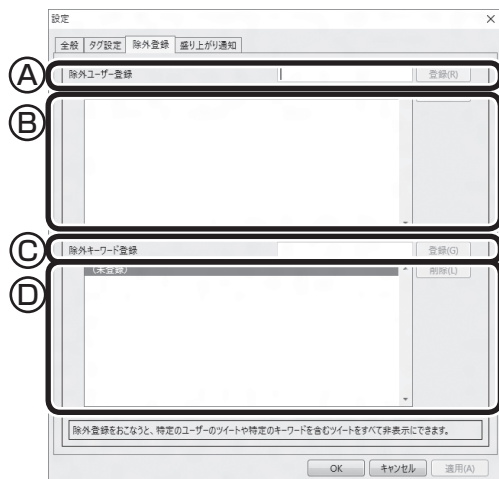 設定
全般 タグ設定 除外登録 盛り上がり通知
Ⓐ 除外ユーザー登録 登録(R)
Ⓑ
Ⓒ 除外キーワード登録 登録(G)
Ⓓ (未登録) 削除(L)
除外登録をおこなうと、特定のユーザーのツイートや特定のキーワードを含むツイートをすべて非表示にできます。
OK キャンセル 適用(A)